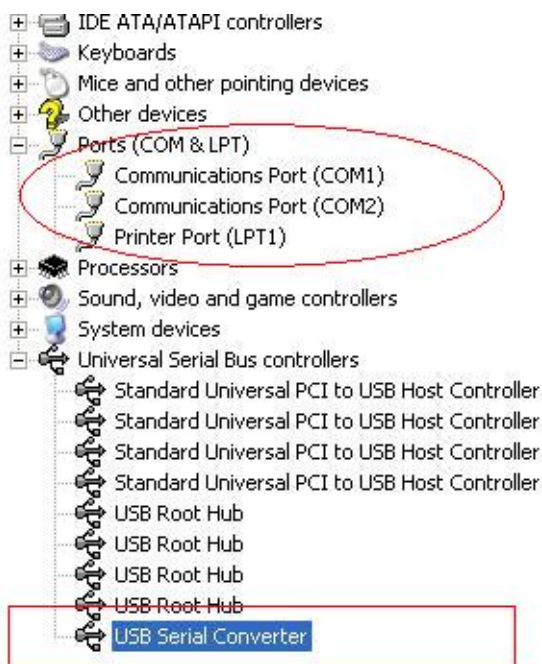 IDE ATA/ATAPI controllers
Keyboards
Mice and other pointing devices
Other devices
Ports (COM & LPT)
Communications Port (COM1)
Communications Port (COM2)
Printer Port (LPT1)
Processors
Sound, video and game controllers
System devices
Universal Serial Bus controllers
Standard Universal PCI to USB Host Controller
Standard Universal PCI to USB Host Controller
Standard Universal PCI to USB Host Controller
Standard Universal PCI to USB Host Controller
USB Root Hub
USB Root Hub
USB Root Hub
USB Root Hub
USB Serial Converter